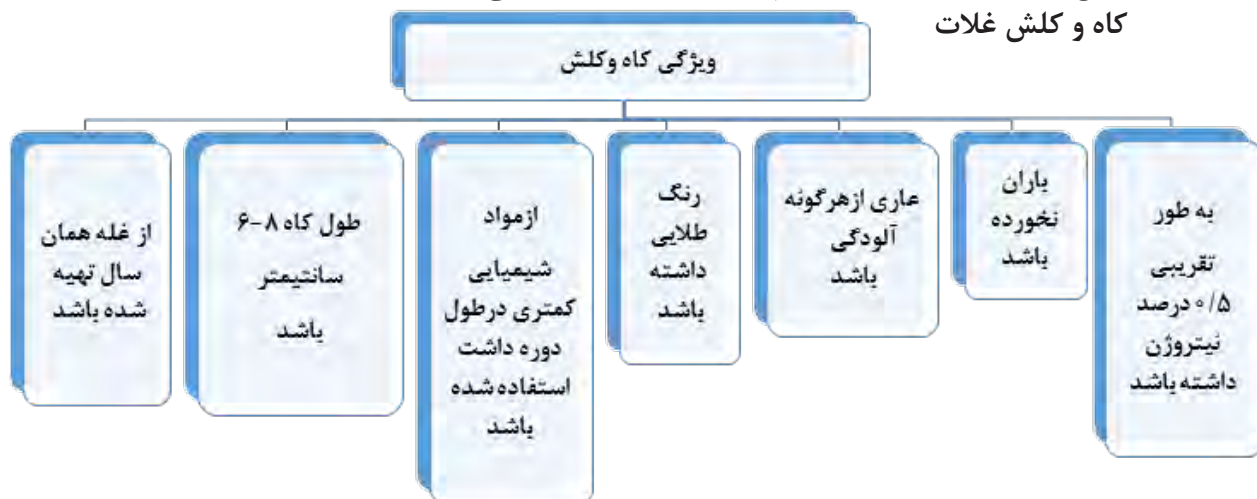 کاه و کلش غلات
ویژگی کاه وکلش
به طور
تقریبی
۰/۵ درصد
نیتروژن
داشته باشد
باران
نخورده
باشد
عاری ازهرگونه
آلودگی
باشد
رنگ
طلایی
داشته
باشد
ازمواد
شیمیایی
کمتری درطول
دوره داشت
استفاده شده
باشد
طول کاه ۸-۶
سانتیمتر
باشد
از غله همان
سال تهیه
شده باشد